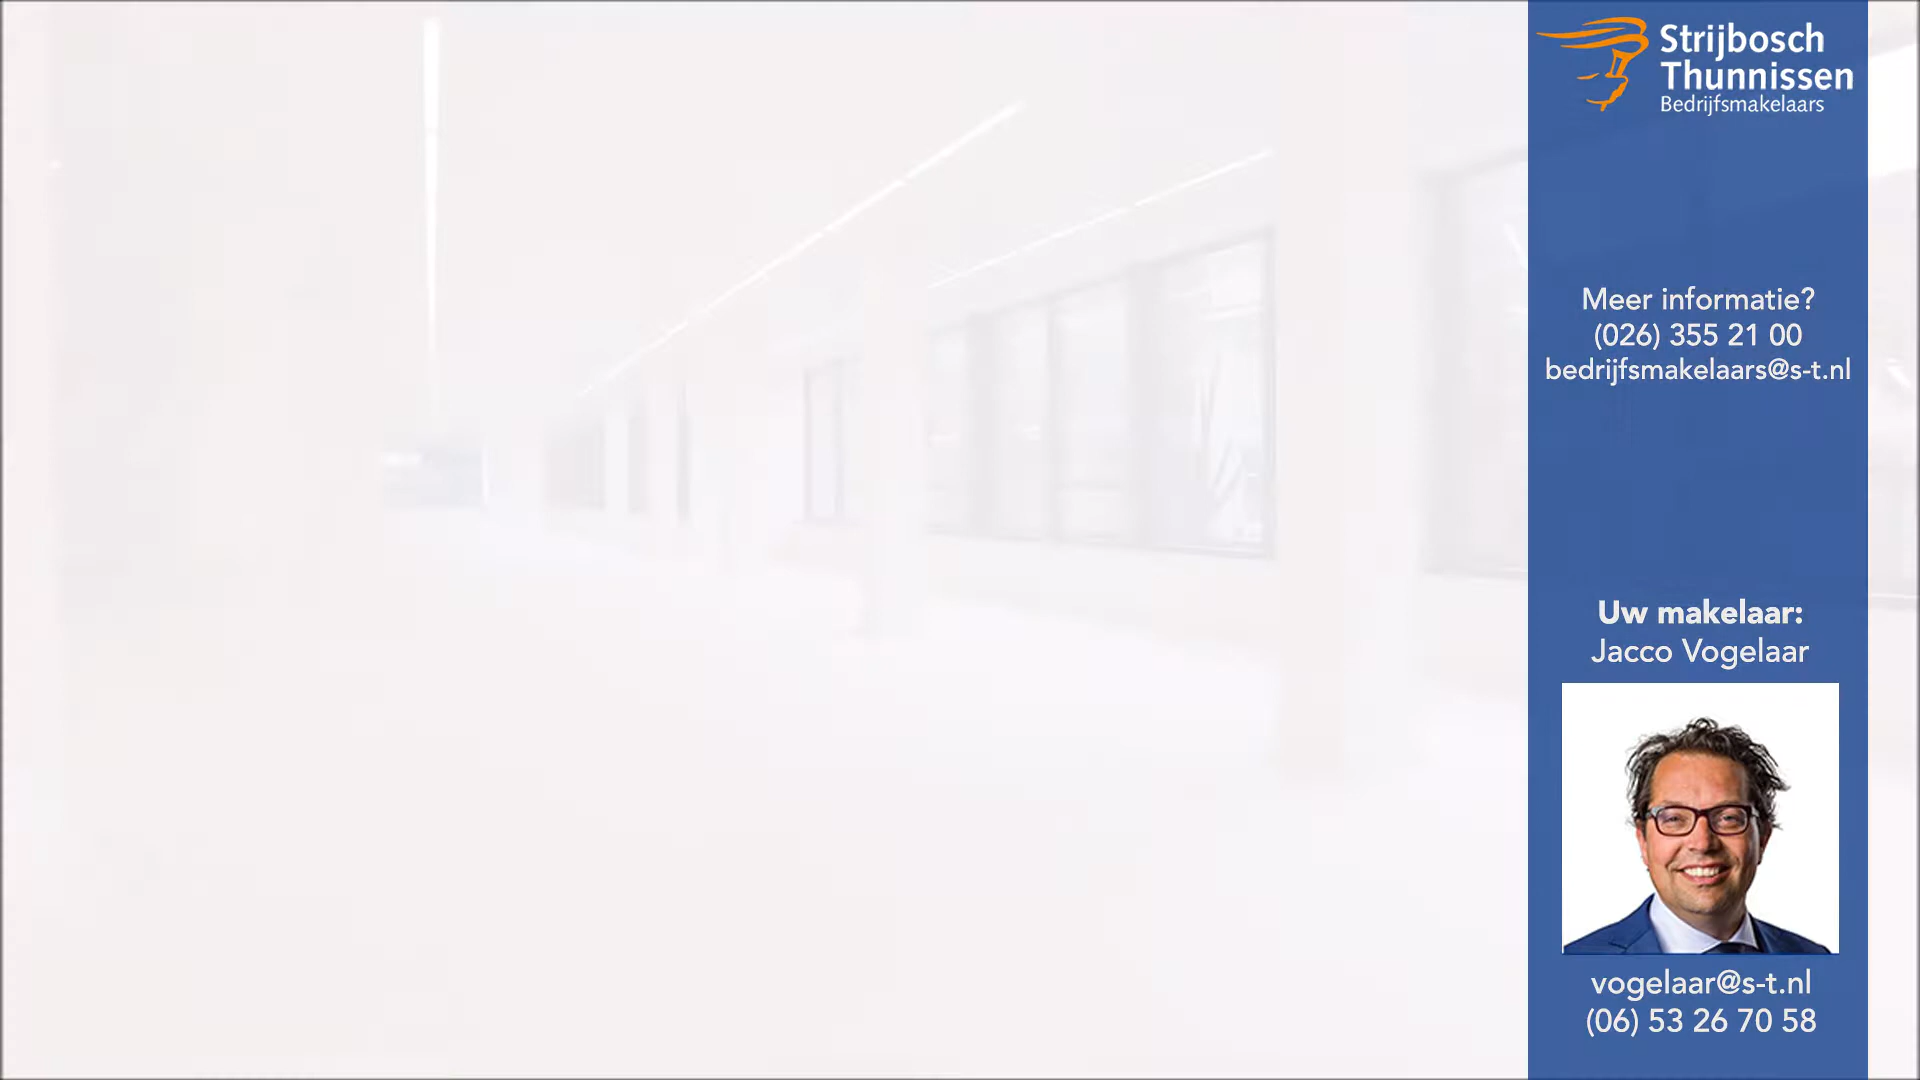 Strijbosch
Thunnissen
Bedrijfsmakelaars
Meer informatie?
(026) 355 21 00
bedrijfsmakelaars@s-t.nl
Uw makelaar:
Jacco Vogelaar
vogelaar@s-t.nl
(06) 53 26 70 58